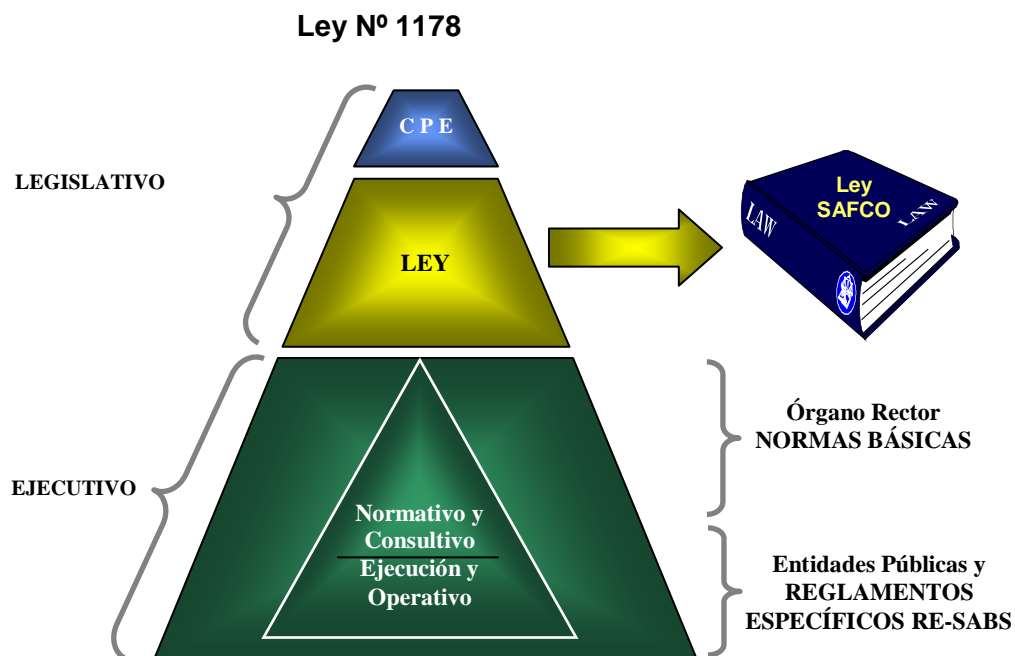 Ley Nº 1178
C P E
LEGISLATIVO
Ley
SAFCO
LAW
LAW
LEY
Órgano Rector
NORMAS BÁSICAS
EJECUTIVO
Normativo y
Consultivo
Ejecución y
Operativo
Entidades Públicas y
REGLAMENTOS
ESPECÍFICOS RE-SABS